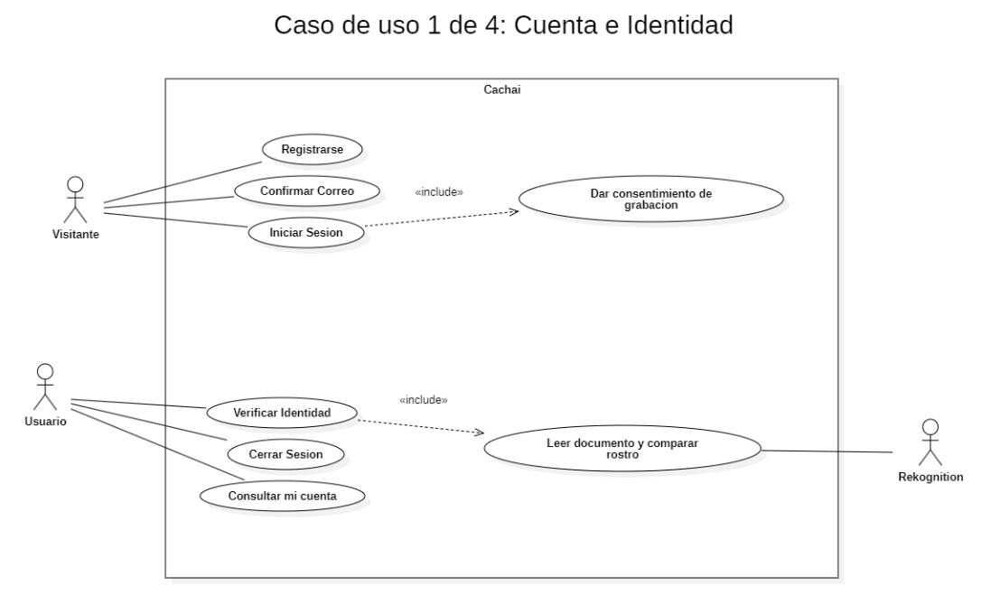 Caso de uso 1 de 4: Cuenta e Identidad
Cachai
Registrarse
Confirmar Correo
«include»
Dar consentimiento de
grabacion
Iniciar Sesion
Visitante
«include»
Verificar Identidad
Usuario
Leer documento y comparar
rostro
Cerrar Sesion
Rekognition
Consultar mi cuenta